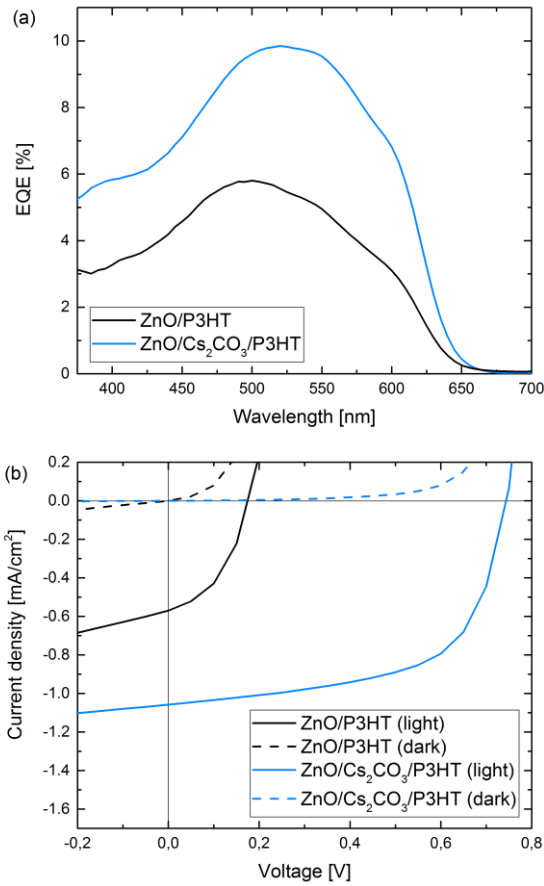 (a)
10
8
6
4
2
0
EQE [%]
ZnO/P3HT
ZnO/Cs₂CO₃/P3HT
400 450 500 550 600 650 700
Wavelength [nm]
(b)
0.2
0.0
-0.2
-0.4
-0.6
-0.8
-1.0
-1.2
-1.4
-1.6
Current density [mA/cm²]
ZnO/P3HT (light)
ZnO/P3HT (dark)
ZnO/Cs₂CO₃/P3HT (light)
ZnO/Cs₂CO₃/P3HT (dark)
-0,2 0,0 0,2 0,4 0,6 0,8
Voltage [V]